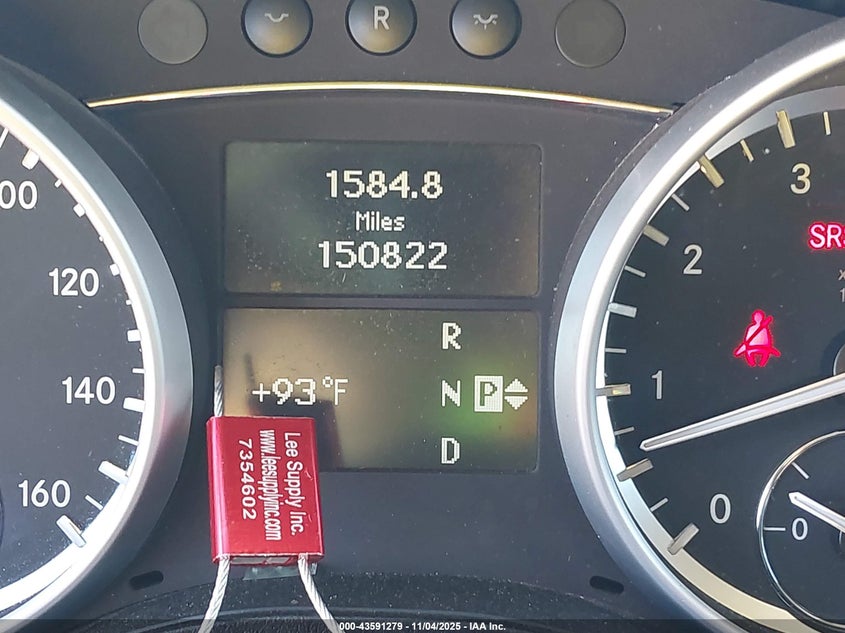 R
1584.8
Miles
150822
+93°F
R
N P
D
00
120
140
160
3
2
1
0
SRS
0
Lee Supply Inc.
www.leesupplyinc.com
7354602
000-43591279 | 11/04/2025 - IAA Inc.